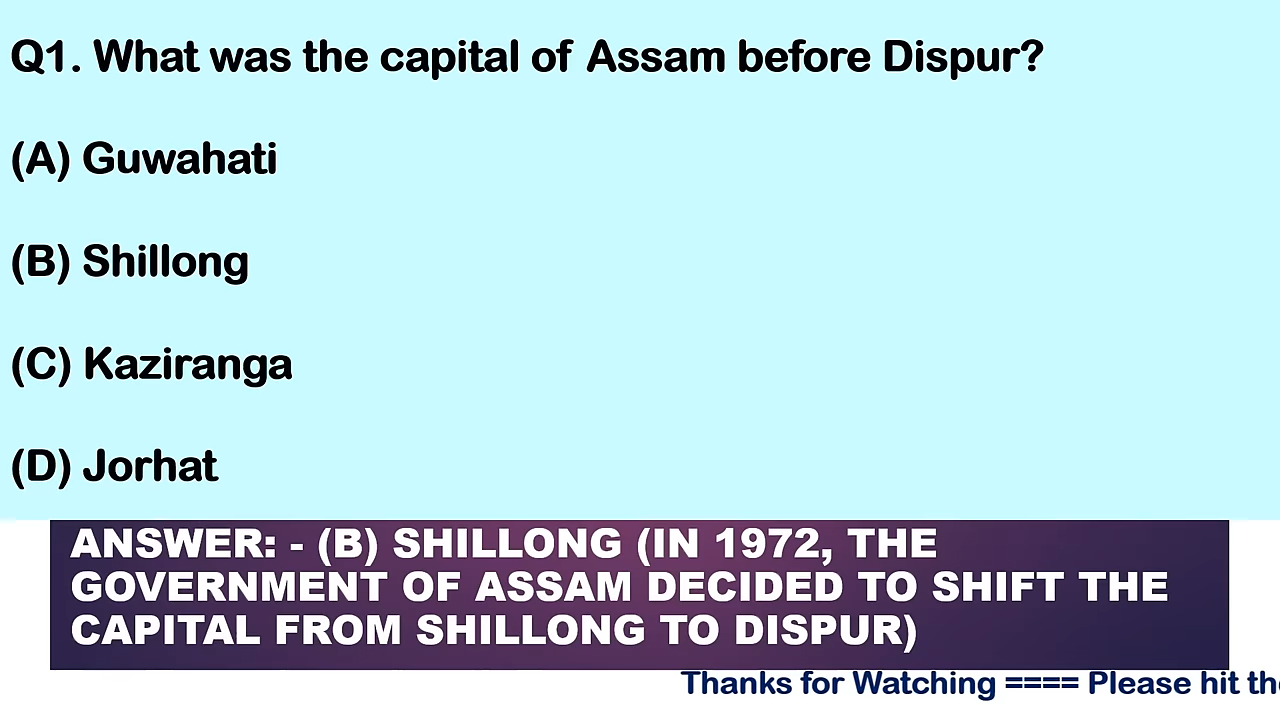 Q1. What was the capital of Assam before Dispur?
(A) Guwahati
(B) Shillong
(C) Kaziranga
(D) Jorhat
ANSWER: - (B) SHILLONG (IN 1972, THE
GOVERNMENT OF ASSAM DECIDED TO SHIFT THE
CAPITAL FROM SHILLONG TO DISPUR)
Thanks for Watching ==== Please hit